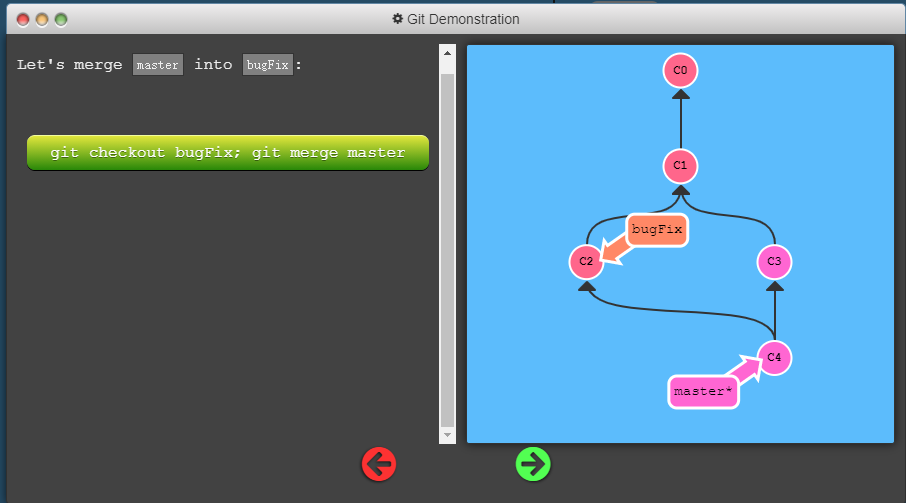 Git Demonstration
Let's merge master into bugFix:
git checkout bugFix; git merge master
C0
C1
bugFix
C2
C3
C4
master*